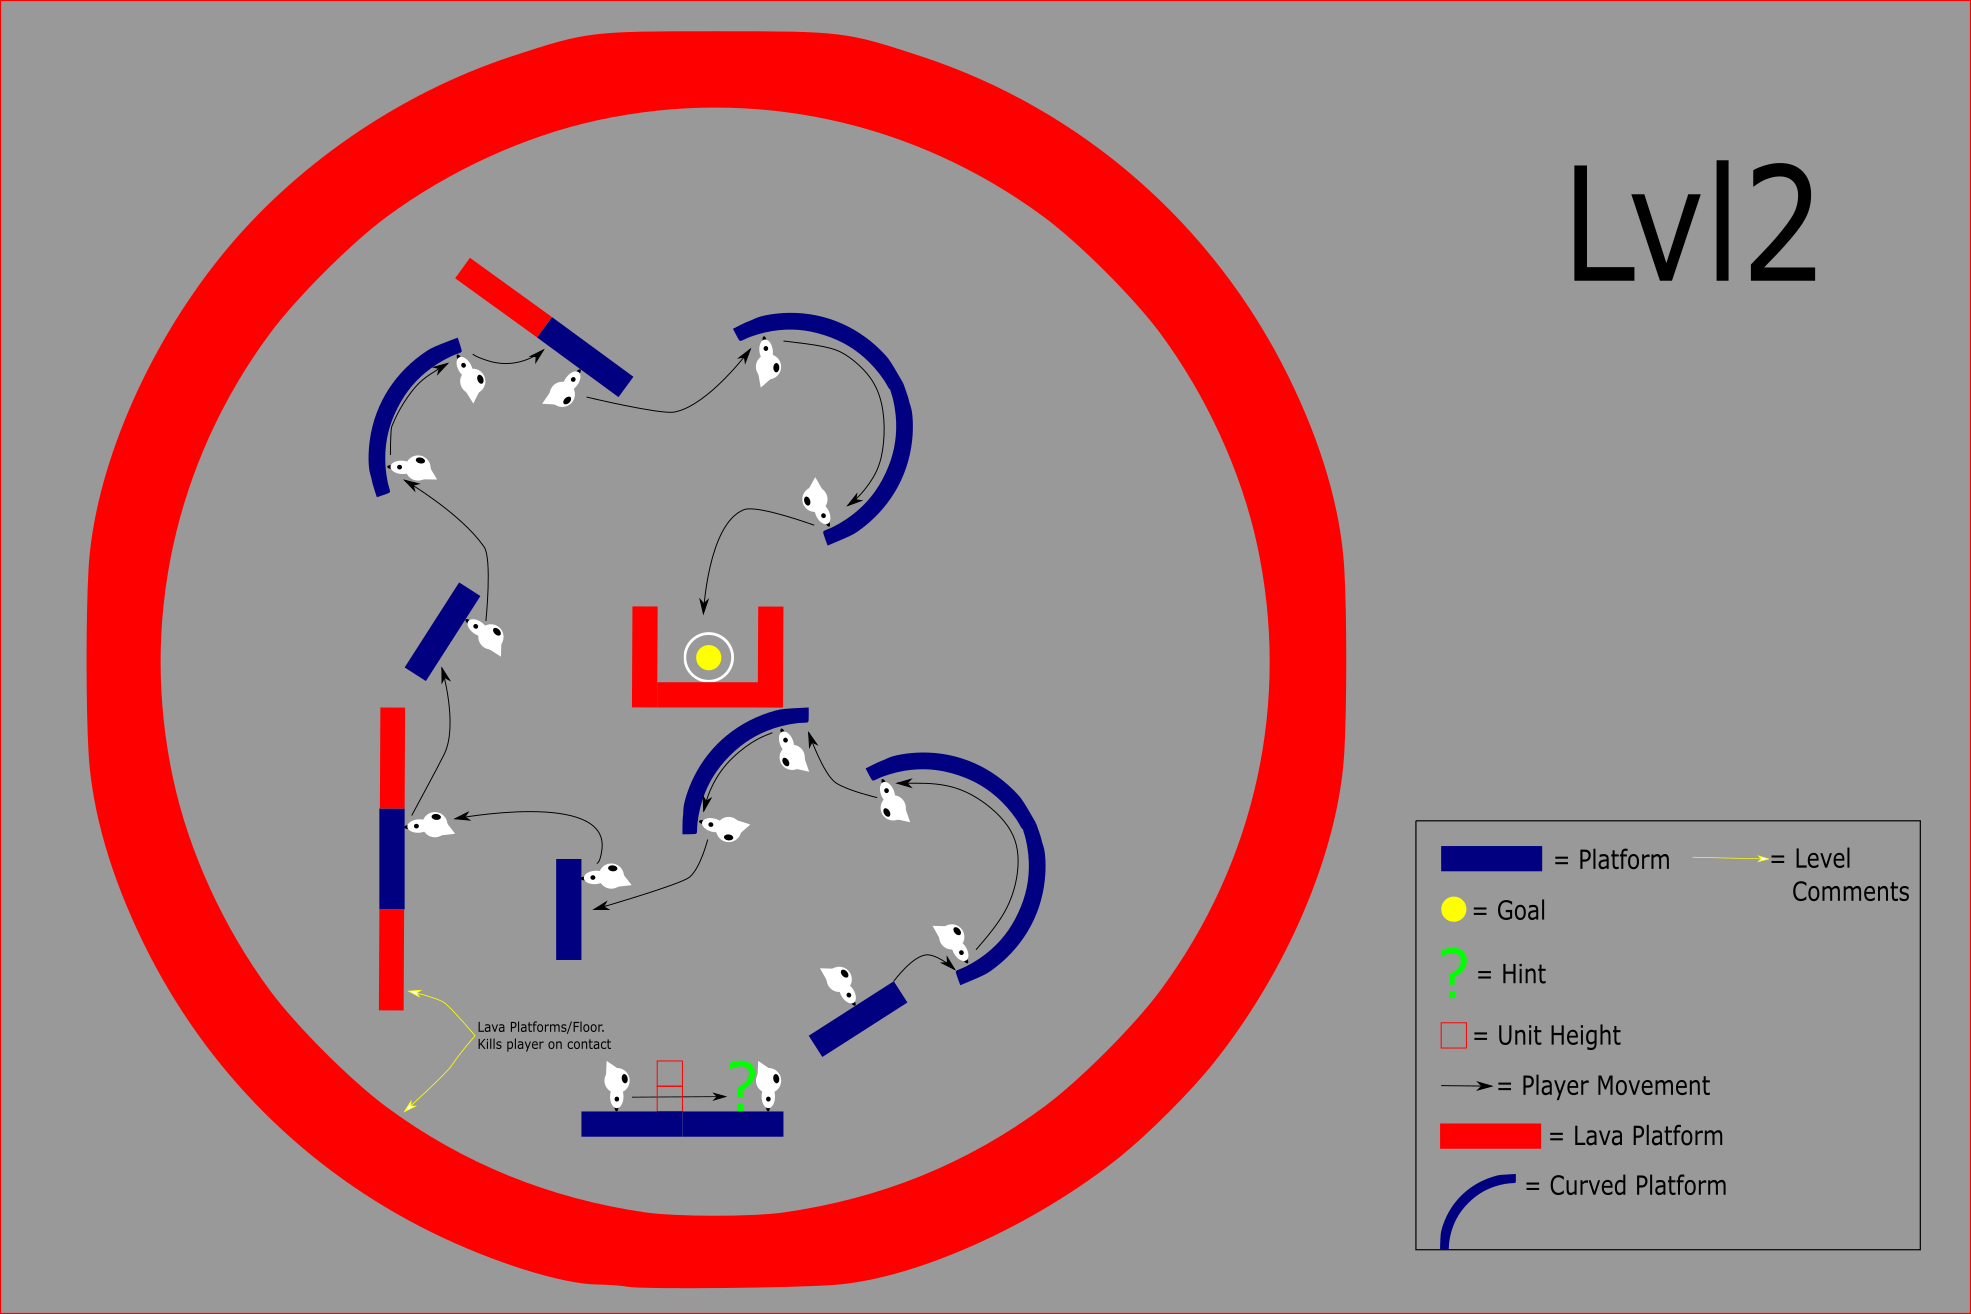 Lvl2
= Platform
= Level
Comments
= Goal
? = Hint
= Unit Height
= Player Movement
= Lava Platform
= Curved Platform
Lava Platforms/Floor.
Kills player on contact
?